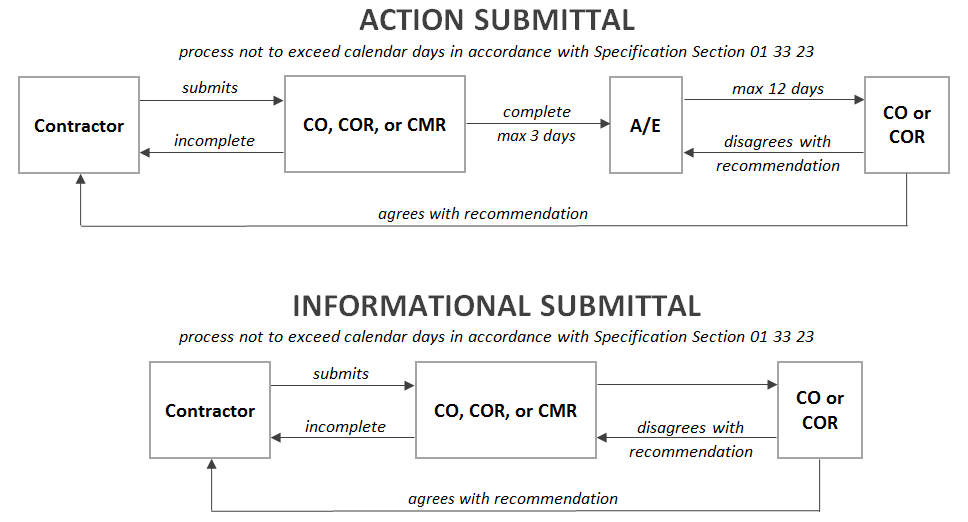 ACTION SUBMITTAL
process not to exceed calendar days in accordance with Specification Section 01 33 23
Contractor
submits
incomplete
CO, COR, or CMR
complete
max 3 days
A/E
max 12 days
disagrees with
recommendation
CO or
COR
agrees with recommendation
INFORMATIONAL SUBMITTAL
process not to exceed calendar days in accordance with Specification Section 01 33 23
Contractor
submits
incomplete
CO, COR, or CMR
disagrees with
recommendation
CO or
COR
agrees with recommendation